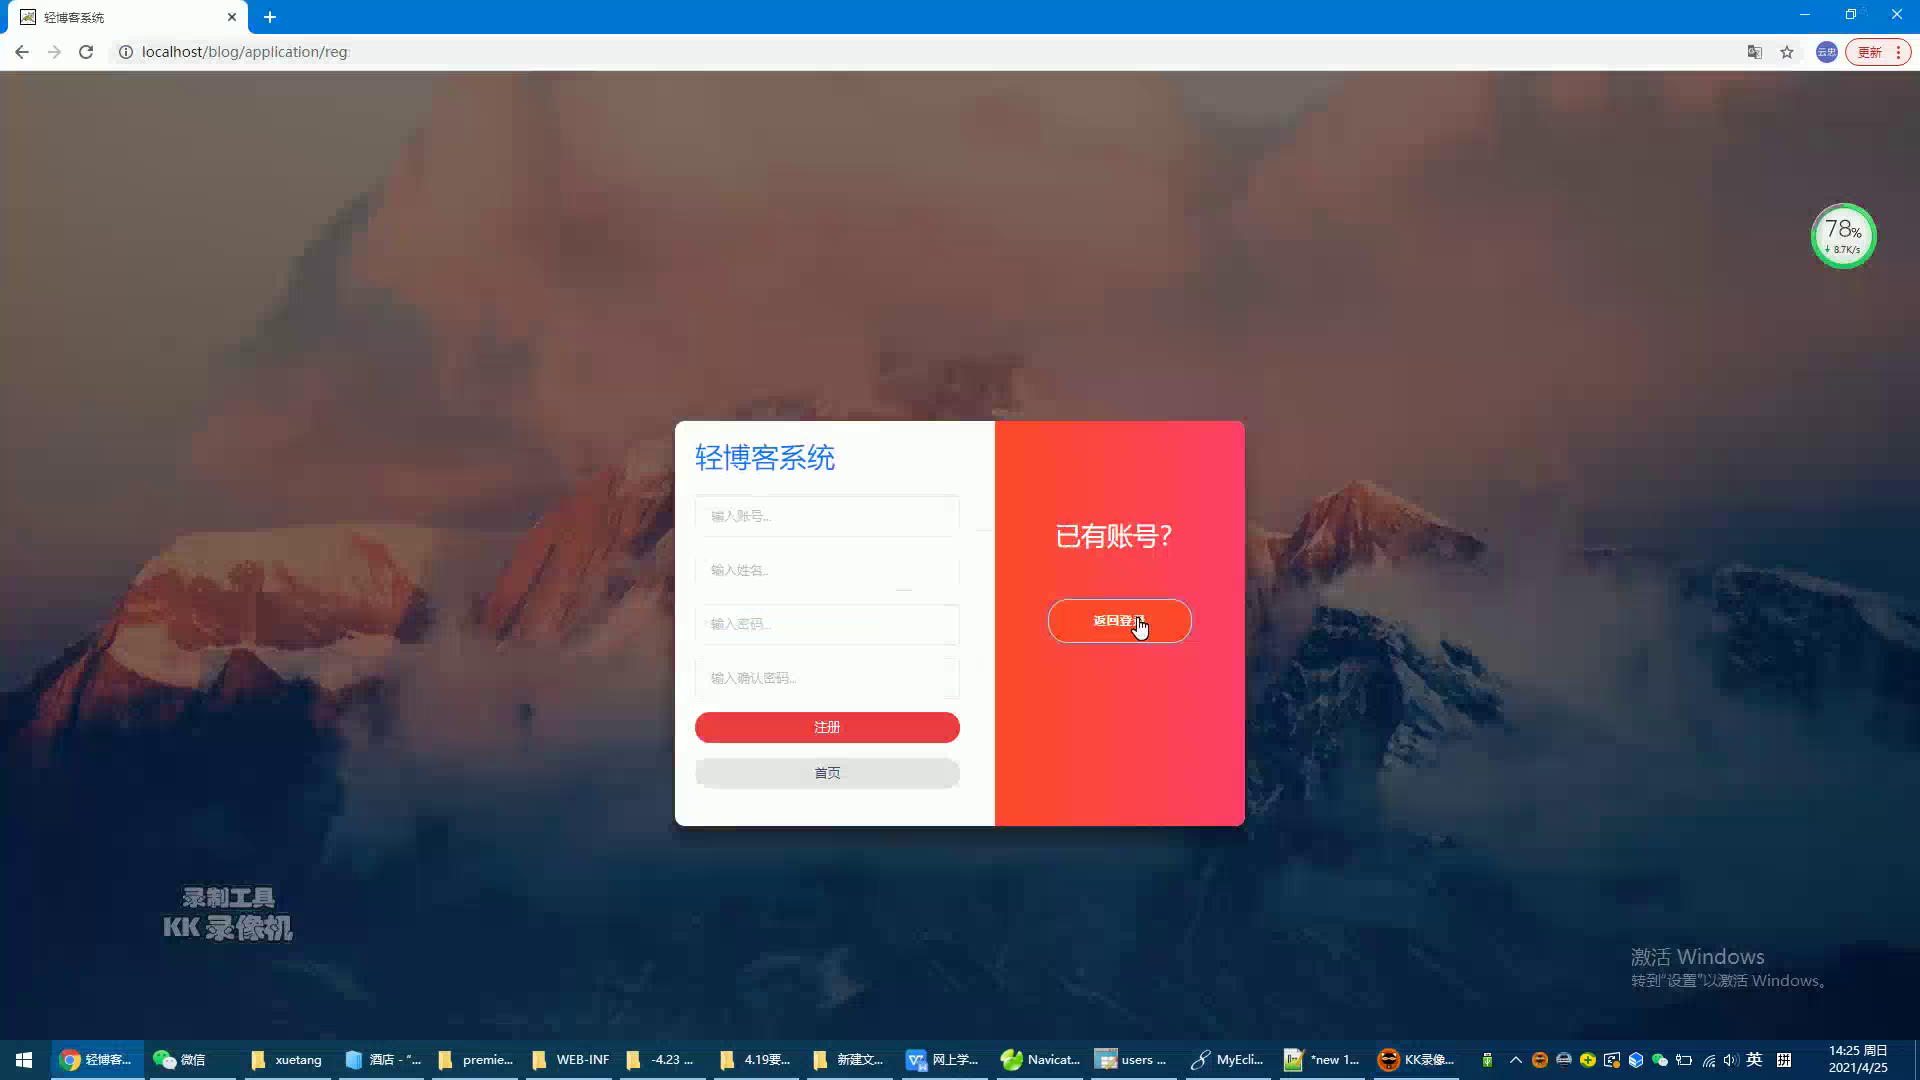 轻博客系统
localhost/blog/application/reg
云忠
更新
78%
↓ 8.7K/s
轻博客系统
输入账号...
输入姓名..
输入密码...
输入确认密码...
注册
首页
已有账号?
返回登录
录制工具
KK 录像机
激活 Windows
转到"设置"以激活 Windows。
轻博客...
微信
xuetang
酒店 - "...
premie...
WEB-INF
-4.23 ...
4.19要...
新建文...
网上学...
Navicat...
users ...
MyEcli...
*new 1...
KK录像...
英
拼
14:25 周日
2021/4/25